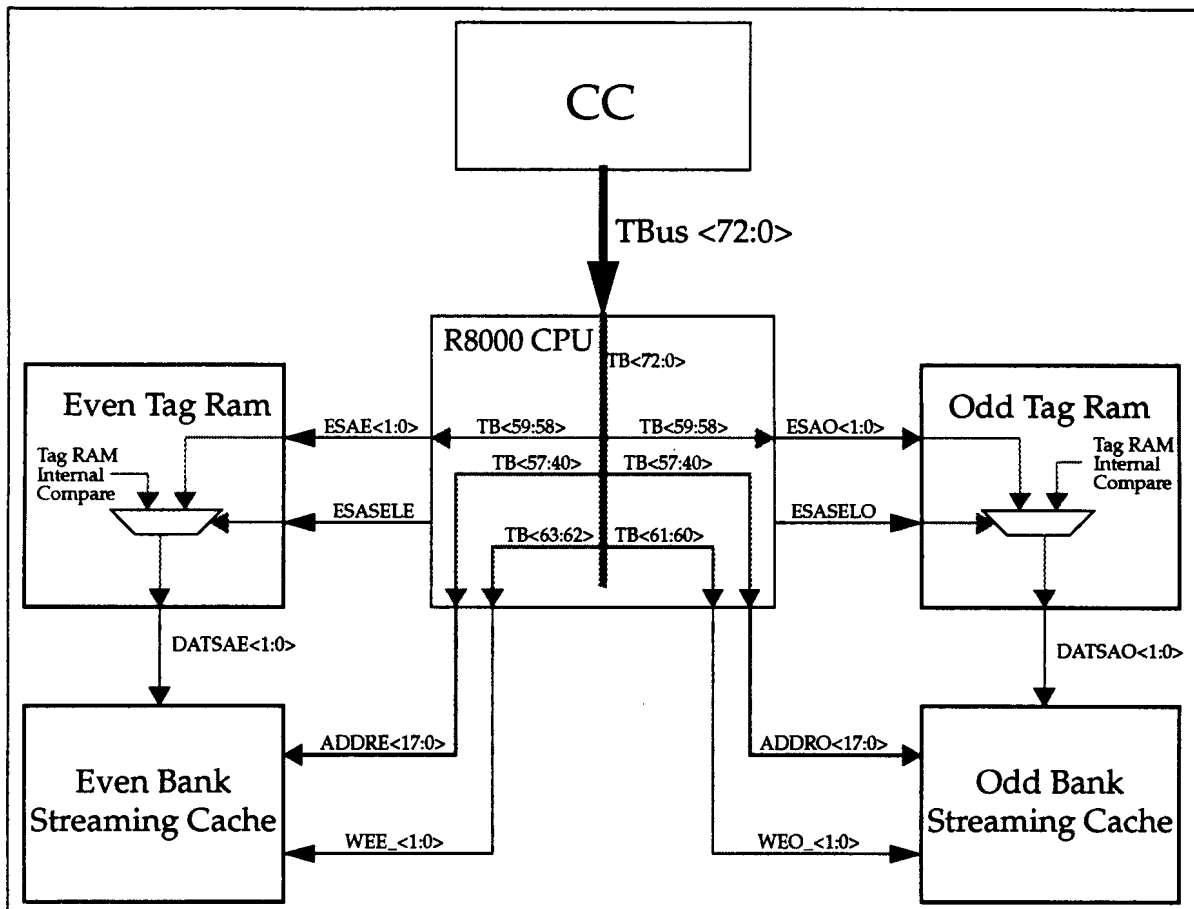 CC
TBus <72:0>
R8000 CPU
TB<72:0>
Even Tag Ram
Odd Tag Ram
ESAE<1:0>
TB<59:58>
TB<59:58>
ESAO<1:0>
Tag RAM
Internal
Compare
Tag RAM
Internal
Compare
TB<57:40>
TB<57:40>
ESASELE
ESASELO
TB<63:62>
TB<61:60>
DATSAE<1:0>
DATSAO<1:0>
ADDRE<17:0>
ADDRO<17:0>
Even Bank
Streaming Cache
Odd Bank
Streaming Cache
WEE_<1:0>
WEO_<1:0>